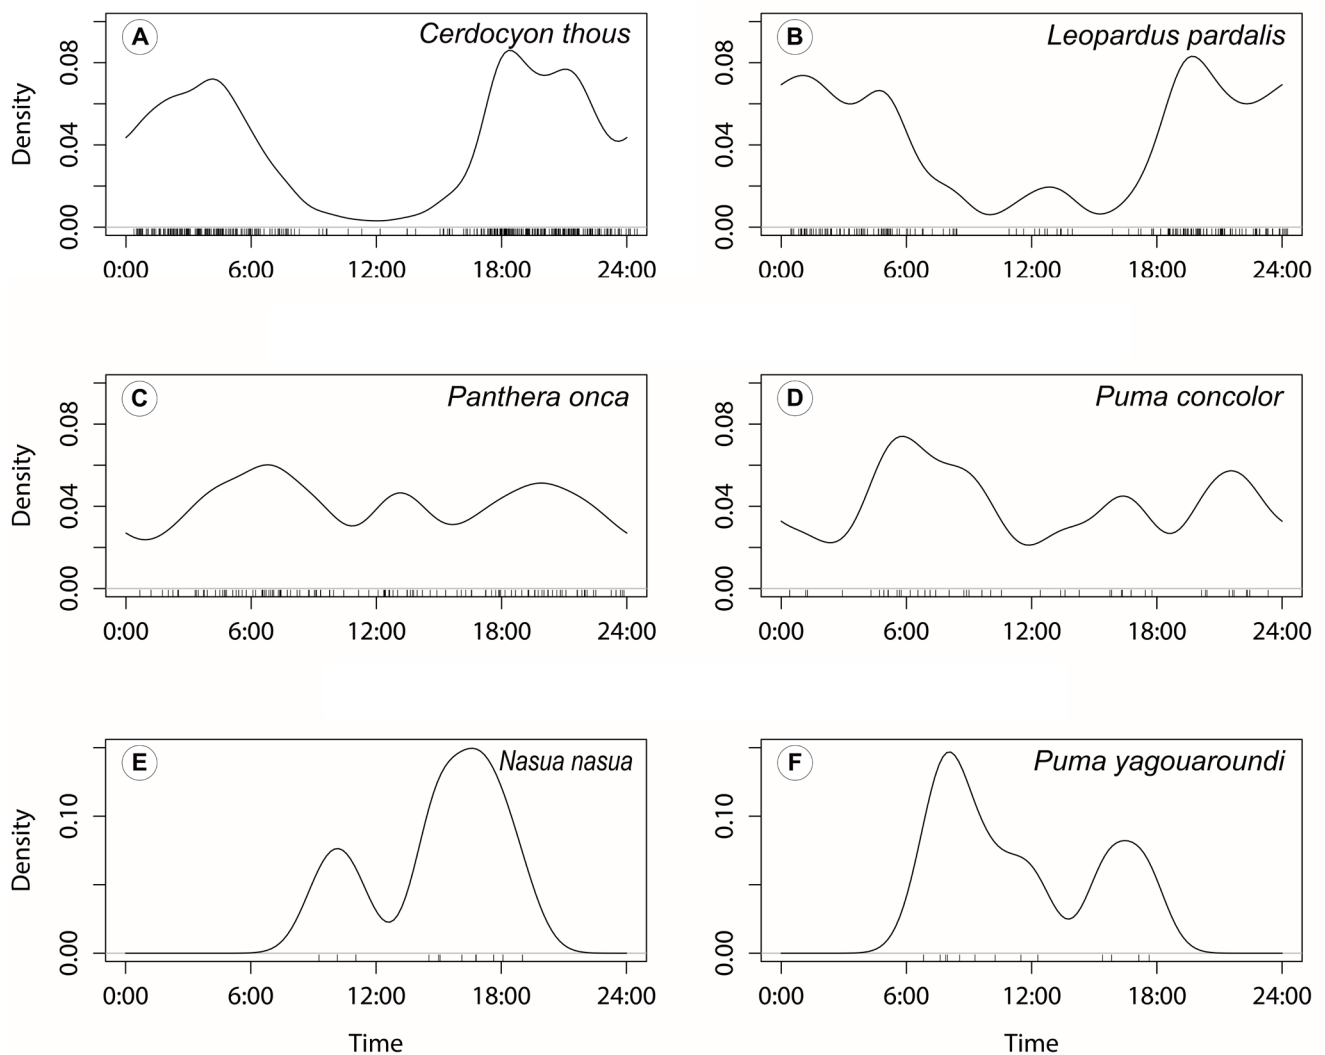 A Cerdocyon thous
Density
0.00 0.04 0.08
0:00 6:00 12:00 18:00 24:00
B Leopardus pardalis
0.00 0.04 0.08
0:00 6:00 12:00 18:00 24:00
C Panthera onca
Density
0.00 0.04 0.08
0:00 6:00 12:00 18:00 24:00
D Puma concolor
0.00 0.04 0.08
0:00 6:00 12:00 18:00 24:00
E Nasua nasua
Density
0.00 0.10
0:00 6:00 12:00 18:00 24:00
Time
F Puma yagouaroundi
0.00 0.10
0:00 6:00 12:00 18:00 24:00
Time